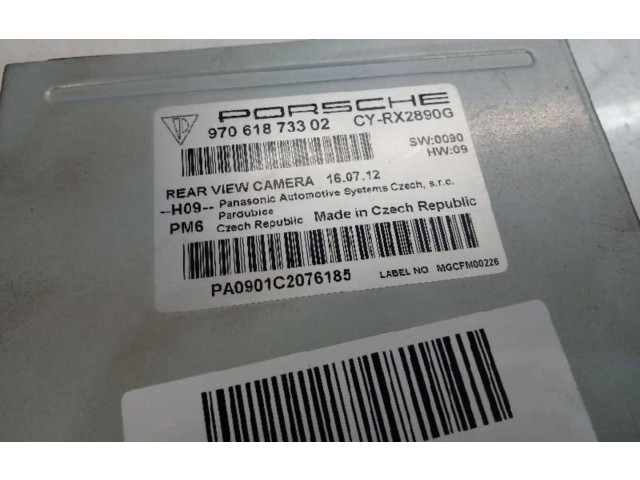 PORSCHE
970 618 733 02 CY-RX2890G
SW:0090
HW:09
REAR VIEW CAMERA 16.07.12
--H09-- Panasonic Automotive Systems Czech, s.r.c.
Pardubice
PM6 Czech Republic Made in Czech Republic
PA0901C2076185 LABEL NO. MGCFM00226